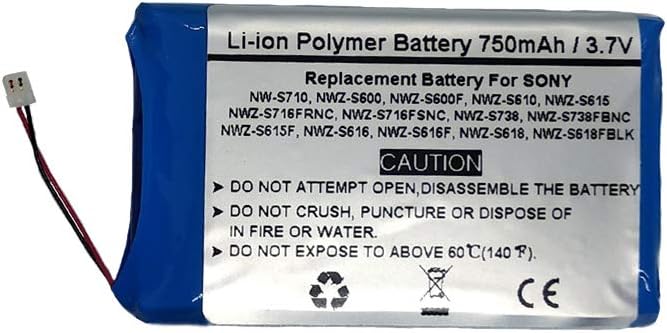 Li-ion Polymer Battery 750mAh / 3.7V
Replacement Battery For SONY
NW-S710, NWZ-S600, NWZ-S600F, NWZ-S610, NWZ-S615
NWZ-S716FRNC, NWZ-S716FSNC, NWZ-S738, NWZ-S738FBNC
NWZ-S615F, NWZ-S616, NWZ-S616F, NWZ-S618, NWZ-S618FBLK
CAUTION
➤ DO NOT ATTEMPT OPEN,DISASSEMBLE THE BATTERY
➤ DO NOT CRUSH, PUNCTURE OR DISPOSE OF
IN FIRE OR WATER.
➤ DO NOT EXPOSE TO ABOVE 60℃(140℉)
CE